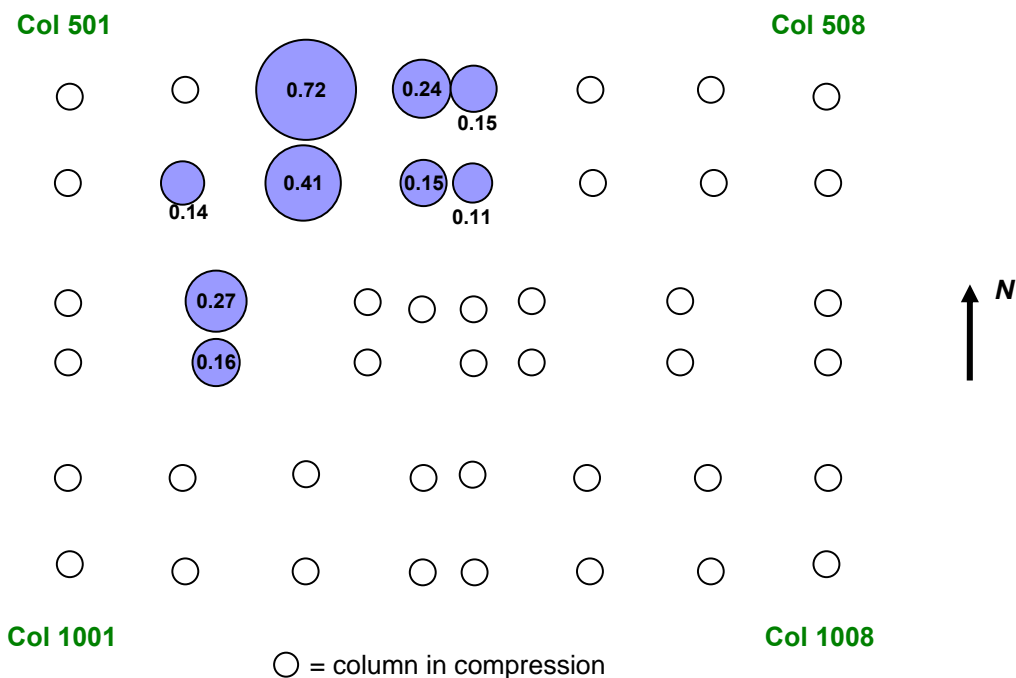 Col 501
Col 508
0.72
0.24
0.15
0.14
0.41
0.15
0.11
0.27
N
0.16
Col 1001
Col 1008
= column in compression